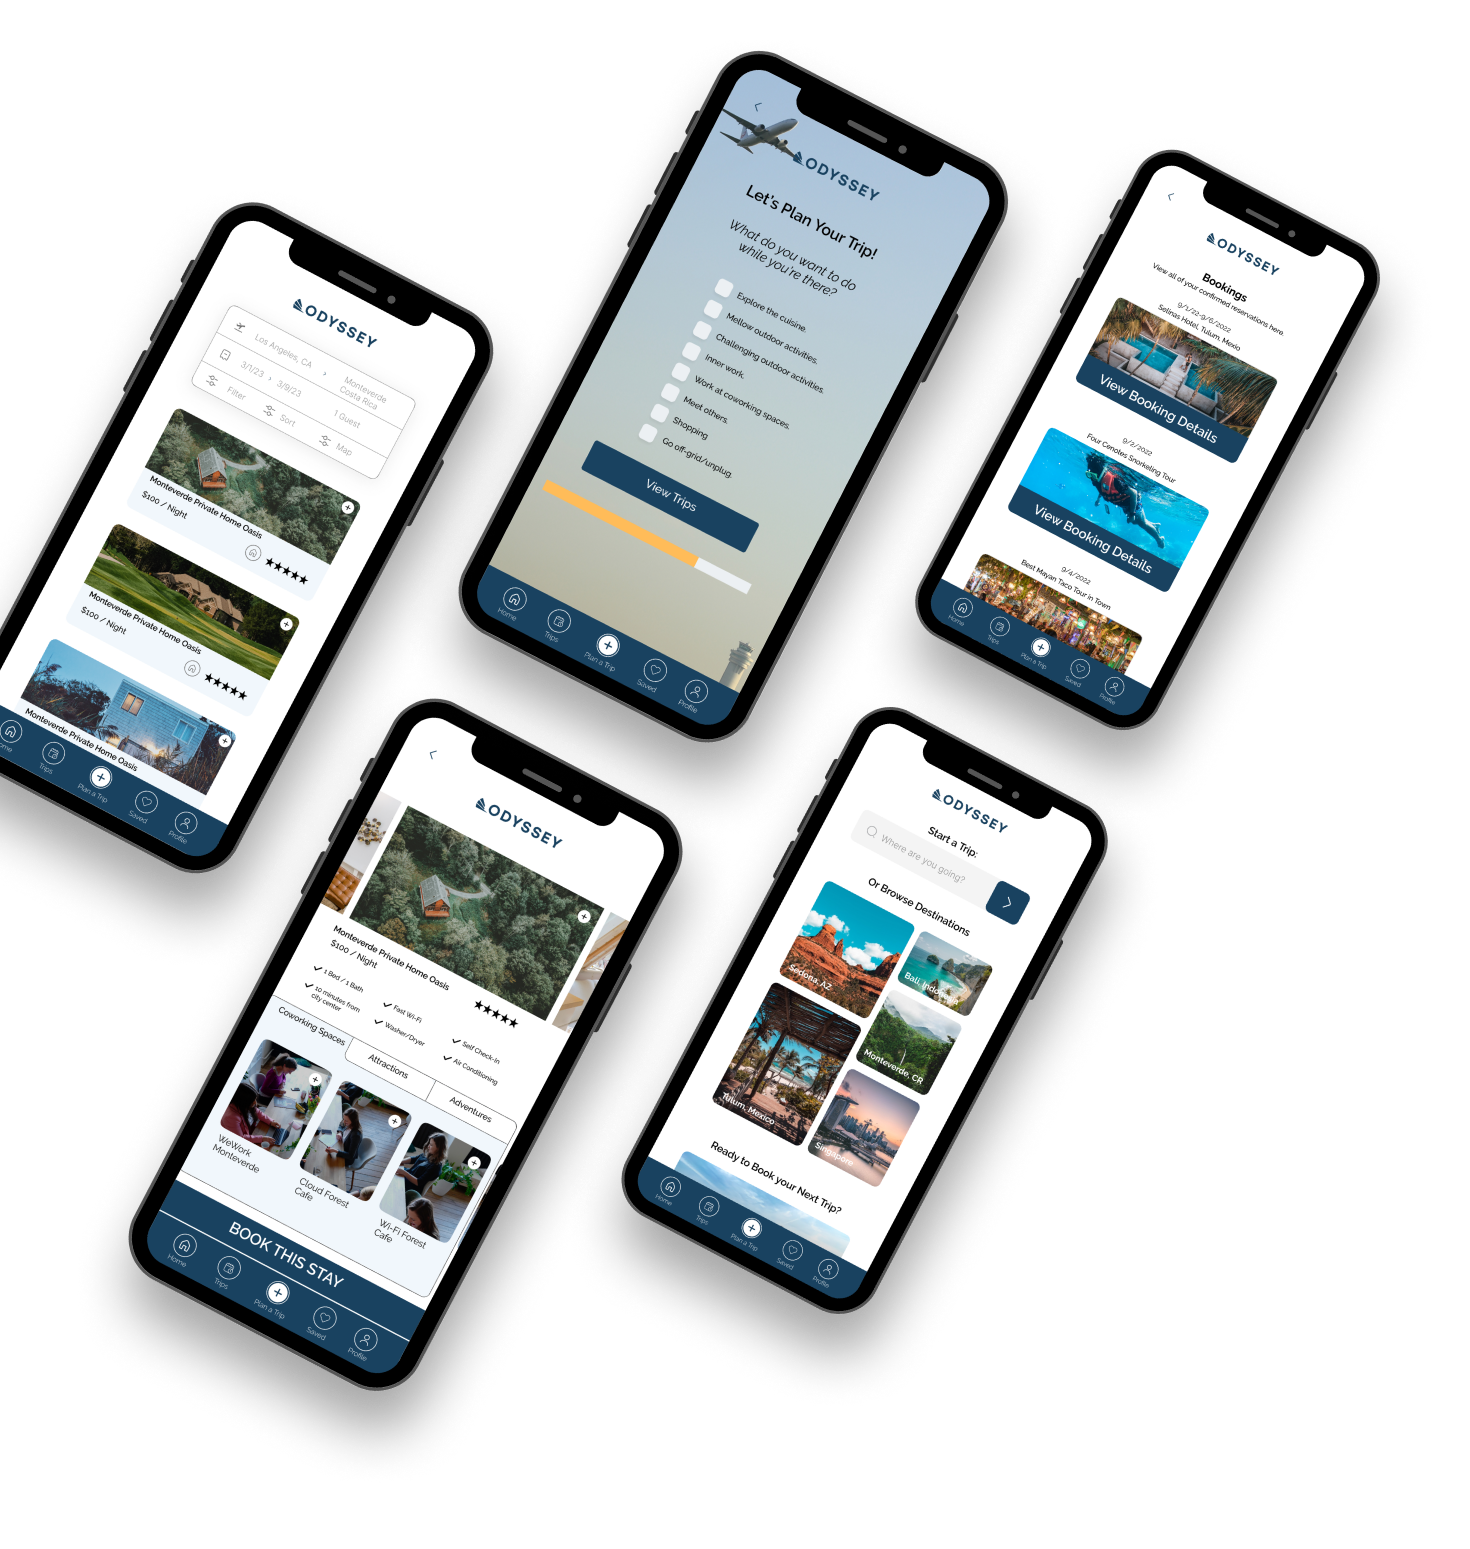 ODYSSEY
Los Angeles, CA
Monteverde
Costa Rica
3/1/23
3/9/23
1 Guest
Filter
Sort
Map
Monteverde Private Home Oasis
$100 / Night
★★★★★
Monteverde Private Home Oasis
$100 / Night
★★★★★
Monteverde Private Home Oasis
ome
Trips
Plan a Trip
Saved
Profile
ODYSSEY
Let's Plan Your Trip!
What do you want to do
while you're there?
Explore the cuisine.
Mellow outdoor activities.
Challenging outdoor activities.
Inner work.
Work at coworking spaces.
Meet others.
Shopping
Go off-grid/unplug.
View Trips
Home
Trips
Plan a Trip
Saved
Profile
ODYSSEY
Bookings
View all of your confirmed reservations here.
9/1/22-9/6/2022
Selinas Hotel, Tulum, Mexio
View Booking Details
9/2/2022
Four Cenotes Snorkeling Tour
View Booking Details
9/4/2022
Best Mayan Taco Tour in Town
Home
Trips
Plan a Trip
Saved
Profile
ODYSSEY
Monteverde Private Home Oasis
$100 / Night
★★★★★
1 Bed / 1 Bath
10 minutes from
city center
Fast Wi-Fi
Washer/Dryer
Self Check-In
Air Conditioning
Coworking Spaces
Attractions
Adventures
WeWork
Monteverde
Cloud Forest
Cafe
Wi-Fi Forest
Cafe
BOOK THIS STAY
Home
Trips
Plan a Trip
Saved
Profile
ODYSSEY
Start a Trip:
Where are you going?
Or Browse Destinations
Sedona, AZ
Bali,
Monteverde, CR
Tulum, Mexico
Singapore
Ready to Book your Next Trip?
Home
Trips
Plan a Trip
Saved
Profile